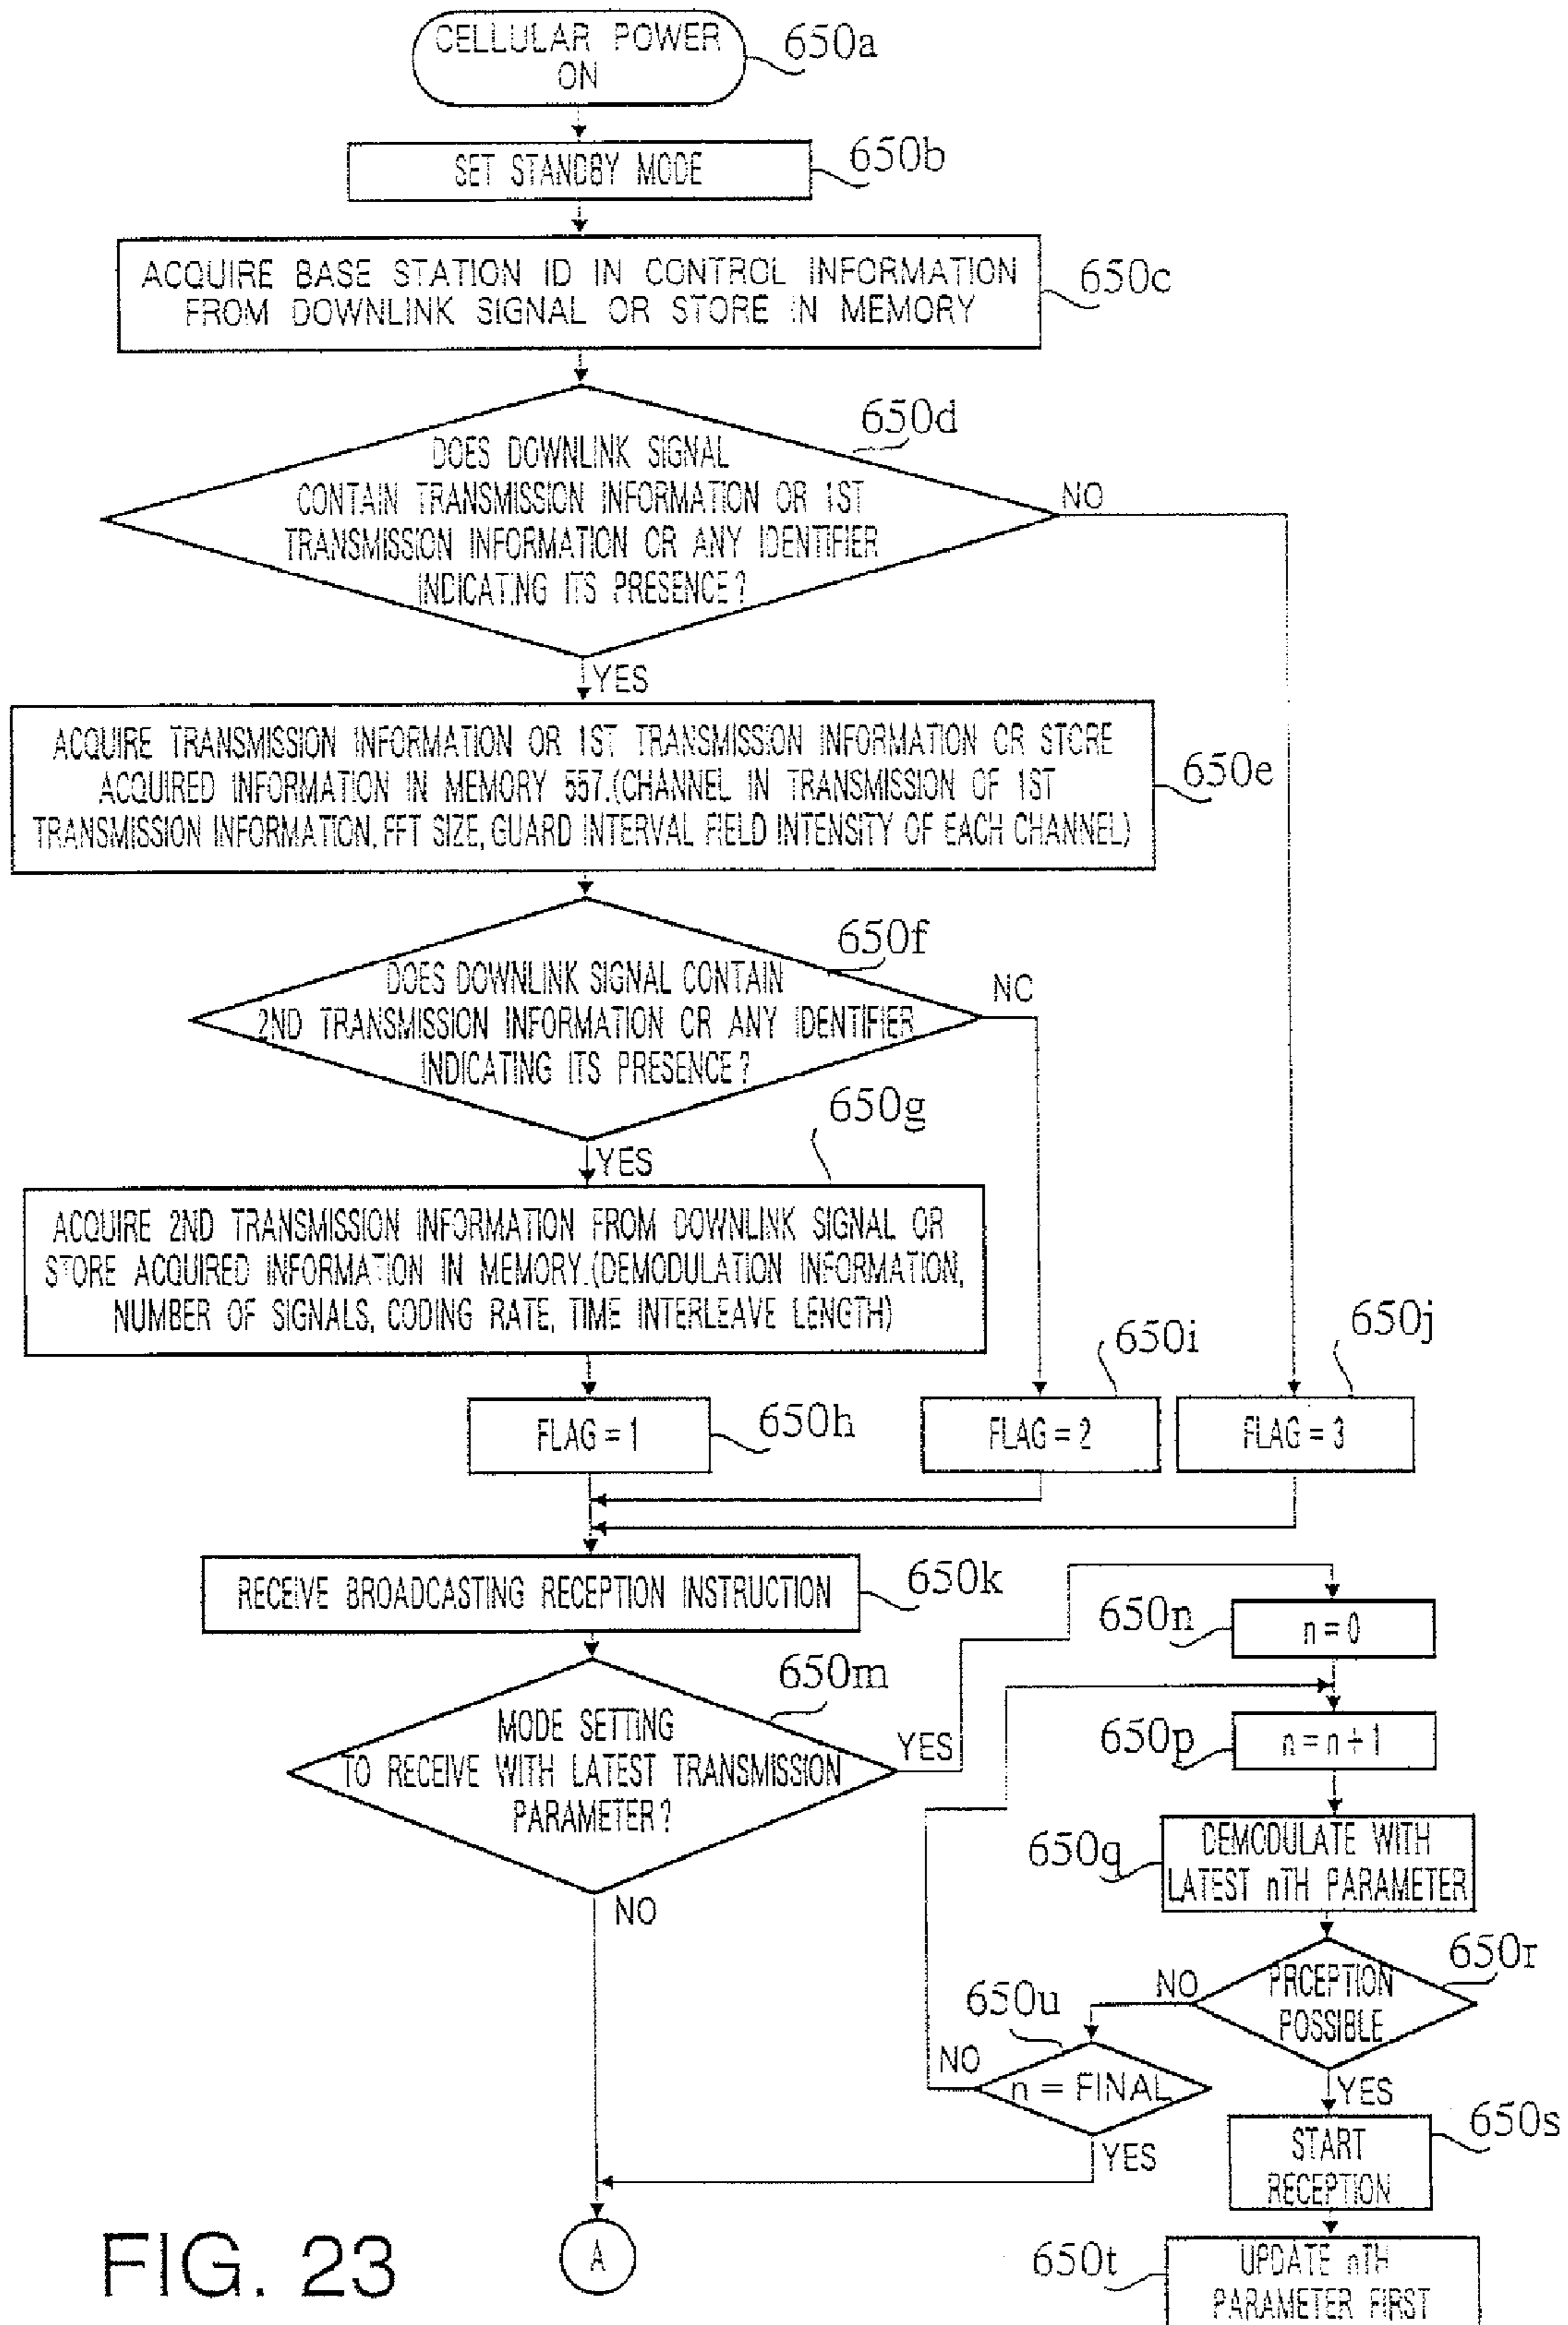 CELLULAR POWER
ON
650a
SET STANDBY MODE
650b
ACQUIRE BASE STATION ID IN CONTROL INFORMATION
FROM DOWNLINK SIGNAL OR STORE IN MEMORY
650c
650d
DOES DOWNLINK SIGNAL
CONTAIN TRANSMISSION INFORMATION OR 1ST
TRANSMISSION INFORMATION OR ANY IDENTIFIER
INDICATING ITS PRESENCE?
NO
YES
ACQUIRE TRANSMISSION INFORMATION OR 1ST TRANSMISSION INFORMATION OR STORE
ACQUIRED INFORMATION IN MEMORY 557.(CHANNEL IN TRANSMISSION OF 1ST
TRANSMISSION INFORMATION, FFT SIZE, GUARD INTERVAL FIELD INTENSITY OF EACH CHANNEL)
650e
650f
DOES DOWNLINK SIGNAL CONTAIN
2ND TRANSMISSION INFORMATION OR ANY IDENTIFIER
INDICATING ITS PRESENCE?
NO
YES
650g
ACQUIRE 2ND TRANSMISSION INFORMATION FROM DOWNLINK SIGNAL OR
STORE ACQUIRED INFORMATION IN MEMORY.(DEMODULATION INFORMATION,
NUMBER OF SIGNALS, CODING RATE, TIME INTERLEAVE LENGTH)
FLAG = 1
650h
650i
FLAG = 2
650j
FLAG = 3
RECEIVE BROADCASTING RECEPTION INSTRUCTION
650k
650m
MODE SETTING
TO RECEIVE WITH LATEST TRANSMISSION
PARAMETER?
YES
NO
650n
n = 0
650p
n = n + 1
650q
DEMODULATE WITH
LATEST nTH PARAMETER
650r
PRCEPTION
POSSIBLE
NO
YES
650u
n = FINAL
NO
YES
START
RECEPTION
650s
650t
UPDATE nTH
PARAMETER FIRST
A
FIG. 23